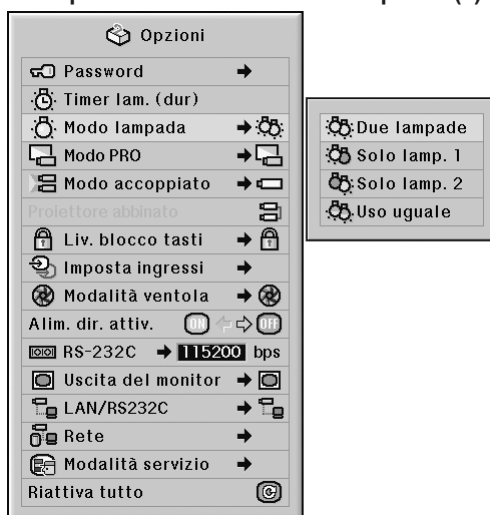 Opzioni
Password
Timer lam. (dur)
Modo lampada
Modo PRO
Modo accoppiato
Proiettore abbinato
Liv. blocco tasti
Imposta ingressi
Modalità ventola
Alim. dir. attiv. ON OFF
RS-232C 115200 bps
Uscita del monitor
LAN/RS232C
Rete
Modalità servizio
Riattiva tutto
Due lampade
Solo lamp. 1
Solo lamp. 2
Uso uguale